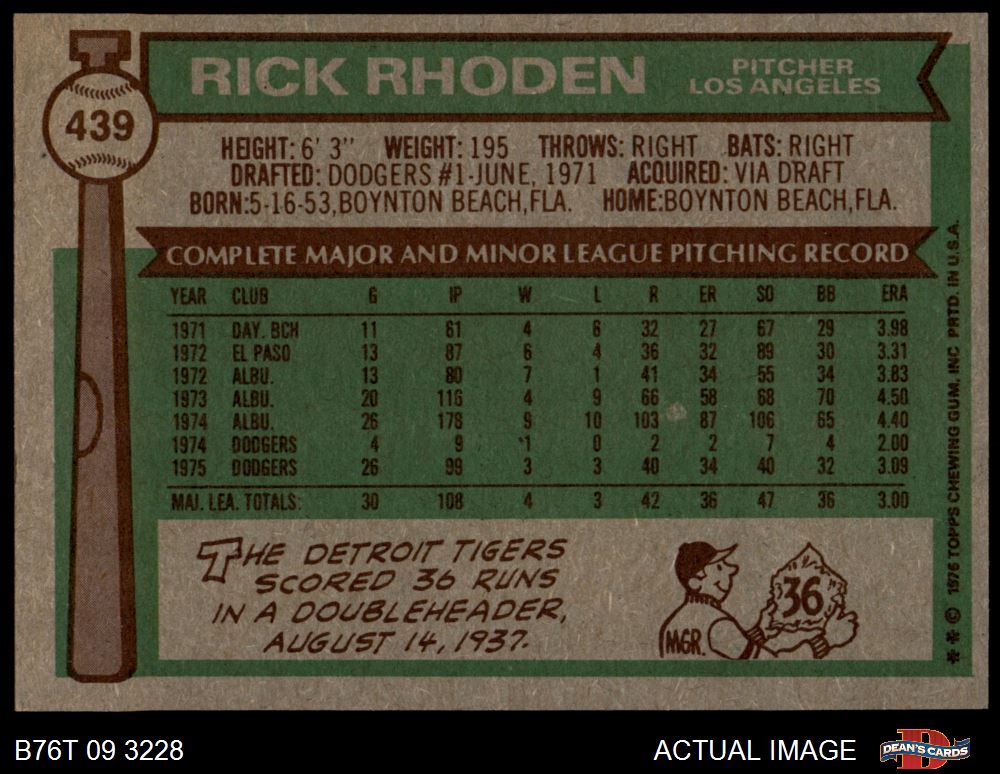 439
RICK RHODEN
PITCHER
LOS ANGELES
HEIGHT: 6' 3" WEIGHT: 195 THROWS: RIGHT BATS: RIGHT
DRAFTED: DODGERS #1-JUNE, 1971 ACQUIRED: VIA DRAFT
BORN:5-16-53,BOYNTON BEACH,FLA. HOME:BOYNTON BEACH,FLA.
COMPLETE MAJOR AND MINOR LEAGUE PITCHING RECORD
YEAR CLUB G IP W L R ER SO BB ERA
1971 DAY. BCH 11 61 4 6 32 27 67 29 3.98
1972 EL PASO 13 87 6 4 36 32 89 30 3.31
1972 ALBU. 13 80 7 1 41 34 55 34 3.83
1973 ALBU. 20 116 4 9 66 58 68 70 4.50
1974 ALBU. 26 178 9 10 103 87 106 65 4.40
1974 DODGERS 4 9 1 0 2 2 7 4 2.00
1975 DODGERS 26 99 3 3 40 34 40 32 3.09
MAJ. LEA. TOTALS: 30 108 4 3 42 36 47 36 3.00
THE DETROIT TIGERS
SCORED 36 RUNS
IN A DOUBLEHEADER,
AUGUST 14, 1937.
36
MGR.
** © 1976 TOPPS CHEWING GUM, INC PRTD. IN U.S.A.
B76T 09 3228
ACTUAL IMAGE
DEAN'S CARDS